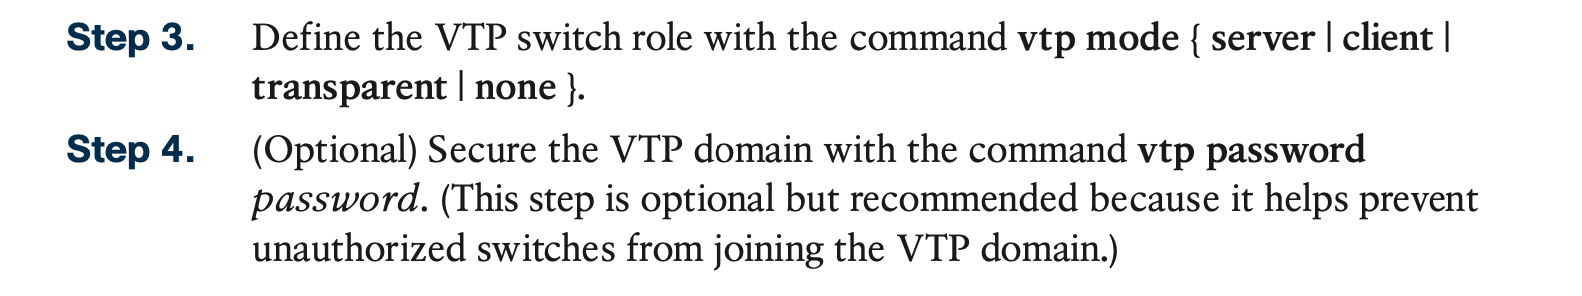 Step 3. Define the VTP switch role with the command vtp mode { server | client |
transparent | none }.
Step 4. (Optional) Secure the VTP domain with the command vtp password
password. (This step is optional but recommended because it helps prevent
unauthorized switches from joining the VTP domain.)